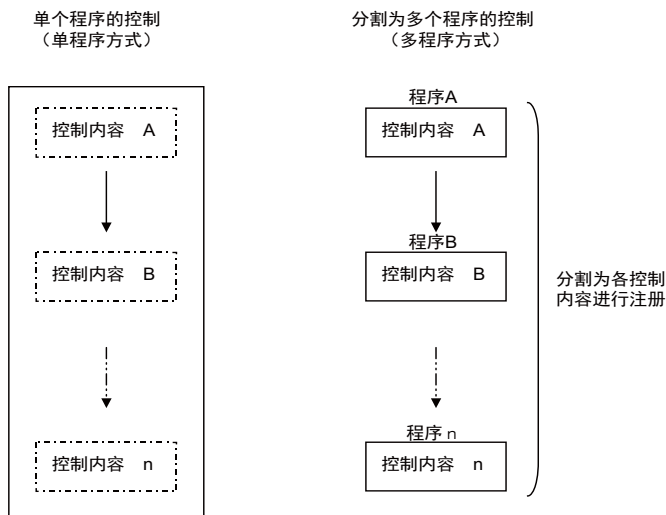 单个程序的控制
（单程序方式）
控制内容 A
控制内容 B
控制内容 n
分割为多个程序的控制
（多程序方式）
程序A
控制内容 A
程序B
控制内容 B
程序n
控制内容 n
分割为各控制
内容进行注册